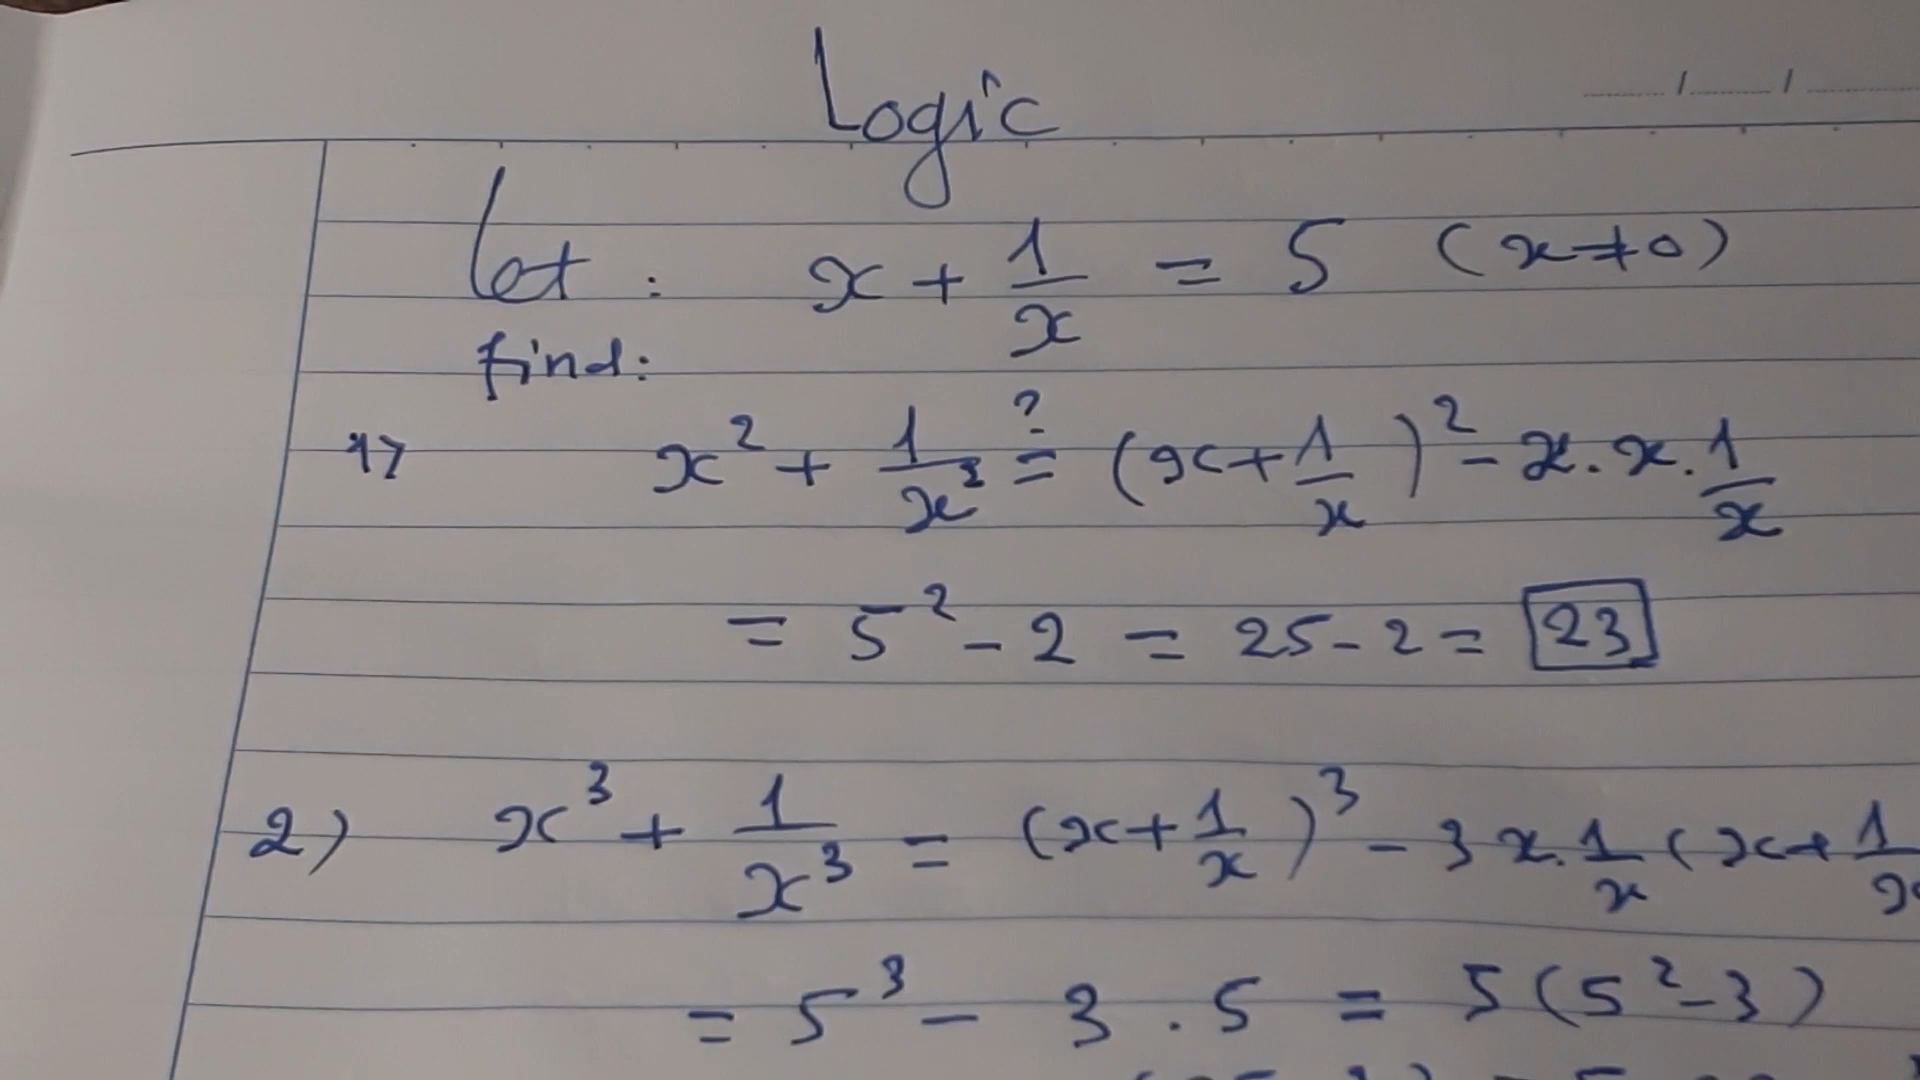 Logic
Let: x + 1/x = 5 (x≠0)
find:
1) x² + 1/x² ?= (x+1/x)² - 2.x.1/x
= 5² - 2 = 25 - 2 = 23
2) x³ + 1/x³ = (x+1/x)³ - 3x.1/x(x+1/x
= 5³ - 3.5 = 5(5²-3)